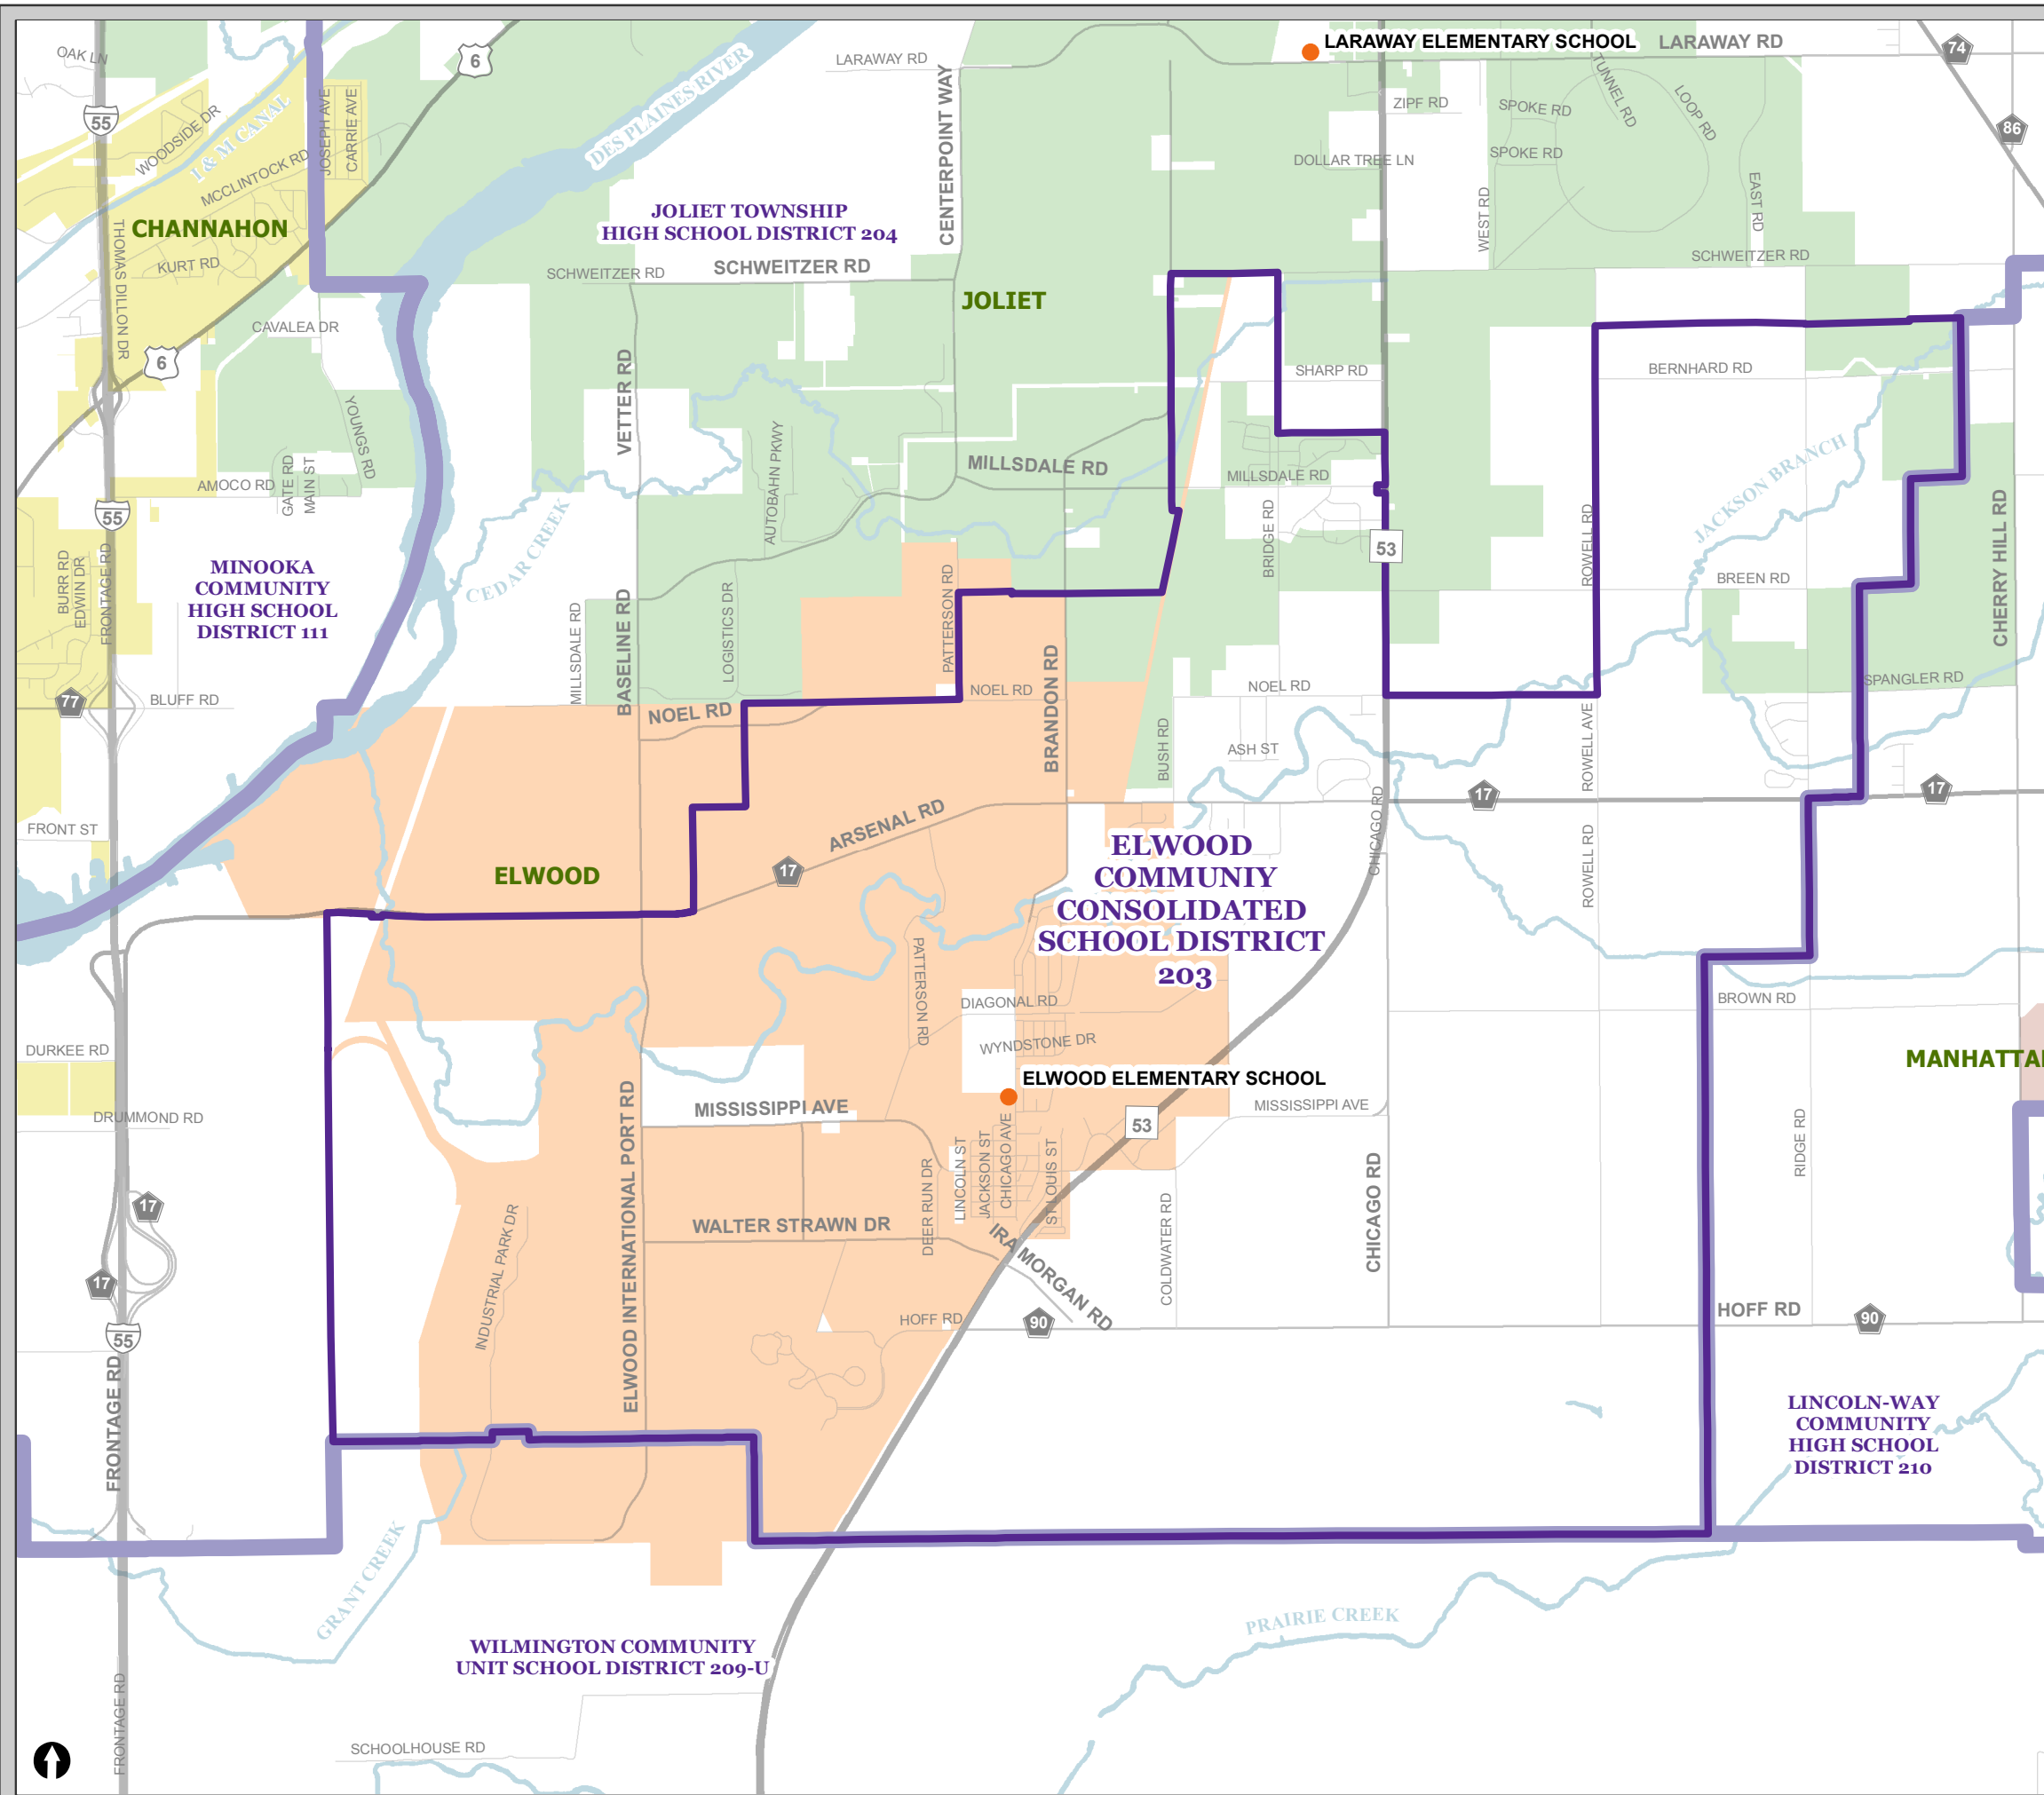 OAK LN
6
LARAWAY RD
LARAWAY ELEMENTARY SCHOOL
LARAWAY RD
74
55
WOODSIDE DR
I & M CANAL
MCCLINTOCK RD
JOSEPH AVE
CARRIE AVE
DES PLAINES RIVER
CENTERPOINT WAY
ZIPF RD
SPOKE RD
TUNNEL RD
LOOP RD
86
DOLLAR TREE LN
SPOKE RD
WEST RD
EAST RD
CHANNAHON
JOLIET TOWNSHIP
HIGH SCHOOL DISTRICT 204
THOMAS DILLON DR
KURT RD
SCHWEITZER RD
SCHWEITZER RD
SCHWEITZER RD
JOLIET
CAVALEA DR
6
VETTER RD
SHARP RD
BERNHARD RD
YOUNGS RD
AUTOBAHN PKWY
MILLSDALE RD
MILLSDALE RD
JACKSON BRANCH
AMOCO RD
GATE RD
MAIN ST
55
CEDAR CREEK
BRIDGE RD
53
ROWELL RD
CHERRY HILL RD
BURR RD
EDWIN DR
FRONTAGE RD
MINOOKA
COMMUNITY
HIGH SCHOOL
DISTRICT 111
MILLSDALE RD
BASELINE RD
LOGISTICS DR
PATTERSON RD
BREEN RD
77
BLUFF RD
NOEL RD
NOEL RD
BRANDON RD
NOEL RD
SPANGLER RD
BUSH RD
ASH ST
ROWELL AVE
17
17
FRONT ST
ARSENAL RD
CHICAGO RD
17
ELWOOD
ELWOOD
COMMUNIY
CONSOLIDATED
SCHOOL DISTRICT
203
ROWELL RD
PATTERSON RD
DIAGONAL RD
BROWN RD
WYNDSTONE DR
DURKEE RD
MANHATTA
ELWOOD ELEMENTARY SCHOOL
DRUMMOND RD
MISSISSIPPI AVE
53
MISSISSIPPI AVE
RIDGE RD
ELWOOD INTERNATIONAL PORT RD
LINCOLN ST
JACKSON ST
CHICAGO AVE
ST LOUIS ST
DEER RUN DR
COLDWATER RD
CHICAGO RD
17
WALTER STRAWN DR
INDUSTRIAL PARK DR
IRA MORGAN RD
17
55
HOFF RD
90
HOFF RD
90
FRONTAGE RD
LINCOLN-WAY
COMMUNITY
HIGH SCHOOL
DISTRICT 210
GRANT CREEK
PRAIRIE CREEK
WILMINGTON COMMUNITY
UNIT SCHOOL DISTRICT 209-U
FRONTAGE RD
SCHOOLHOUSE RD